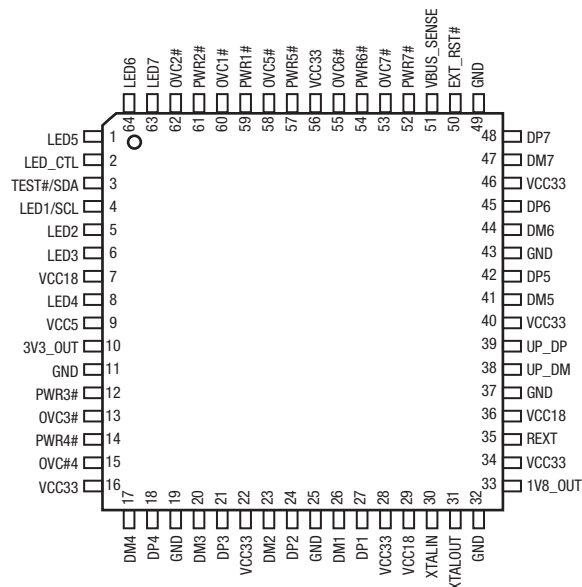 LED6
LED7
OVC2#
PWR2#
OVC1#
PWR1#
OVC5#
PWR5#
VCC33
OVC6#
PWR6#
OVC7#
PWR7#
VBUS_SENSE
EXT_RST#
GND
64
63
62
61
60
59
58
57
56
55
54
53
52
51
50
49
LED5 1
LED_CTL 2
TEST#/SDA 3
LED1/SCL 4
LED2 5
LED3 6
VCC18 7
LED4 8
VCC5 9
3V3_OUT 10
GND 11
PWR3# 12
OVC3# 13
PWR4# 14
OVC#4 15
VCC33 16
48 DP7
47 DM7
46 VCC33
45 DP6
44 DM6
43 GND
42 DP5
41 DM5
40 VCC33
39 UP_DP
38 UP_DM
37 GND
36 VCC18
35 REXT
34 VCC33
33 1V8_OUT
17
18
19
20
21
22
23
24
25
26
27
28
29
30
31
32
DM4
DP4
GND
DM3
DP3
VCC33
DM2
DP2
GND
DM1
DP1
VCC33
VCC18
XTALIN
XTALOUT
GND